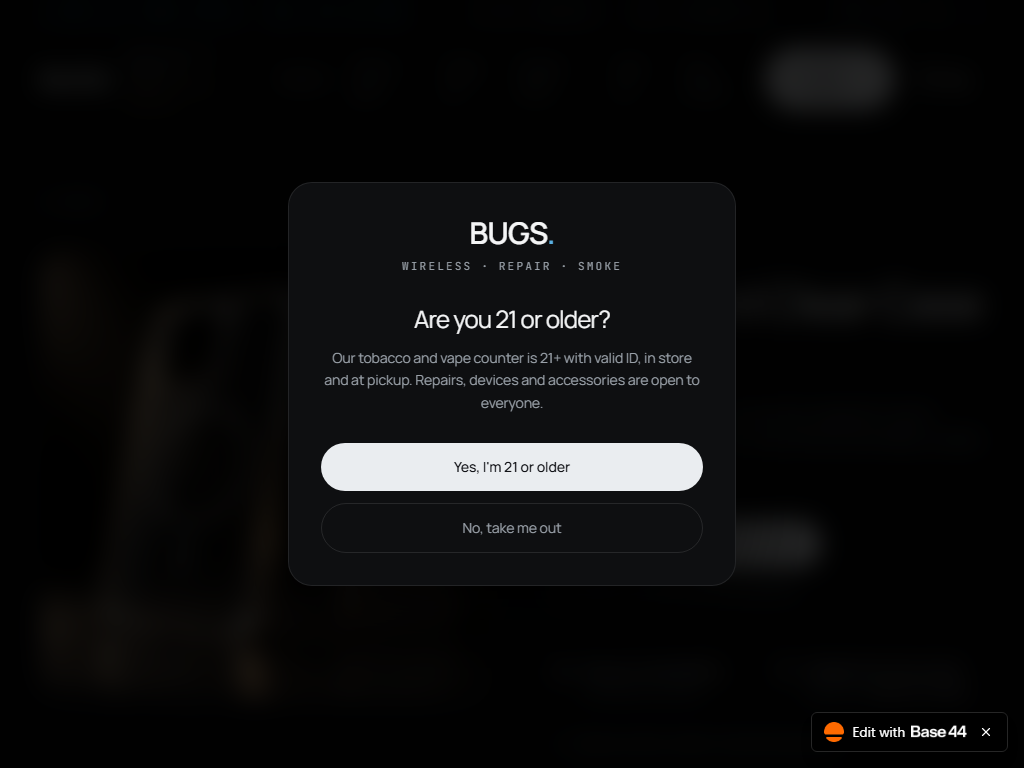 BUGS.
WIRELESS · REPAIR · SMOKE
Are you 21 or older?
Our tobacco and vape counter is 21+ with valid ID, in store
and at pickup. Repairs, devices and accessories are open to
everyone.
Yes, I'm 21 or older
No, take me out
Edit with Base44